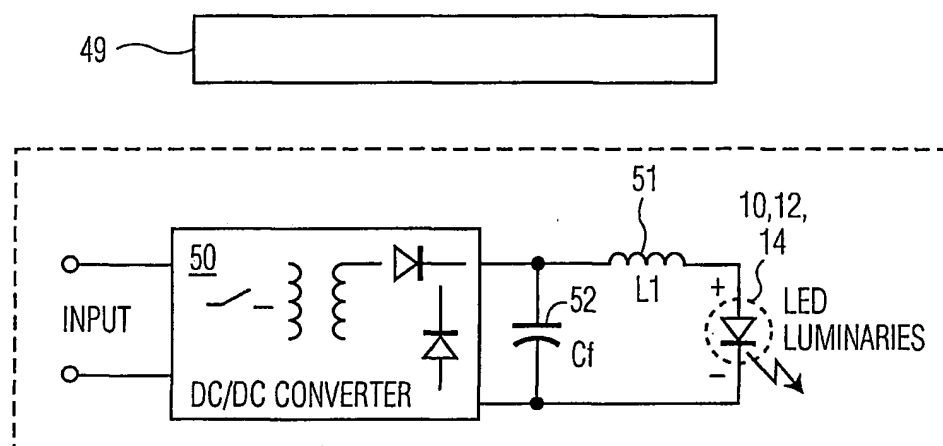 49
51
10,12,
14
50
52
L1
+
LED
LUMINARIES
INPUT
Cf
−
DC/DC CONVERTER